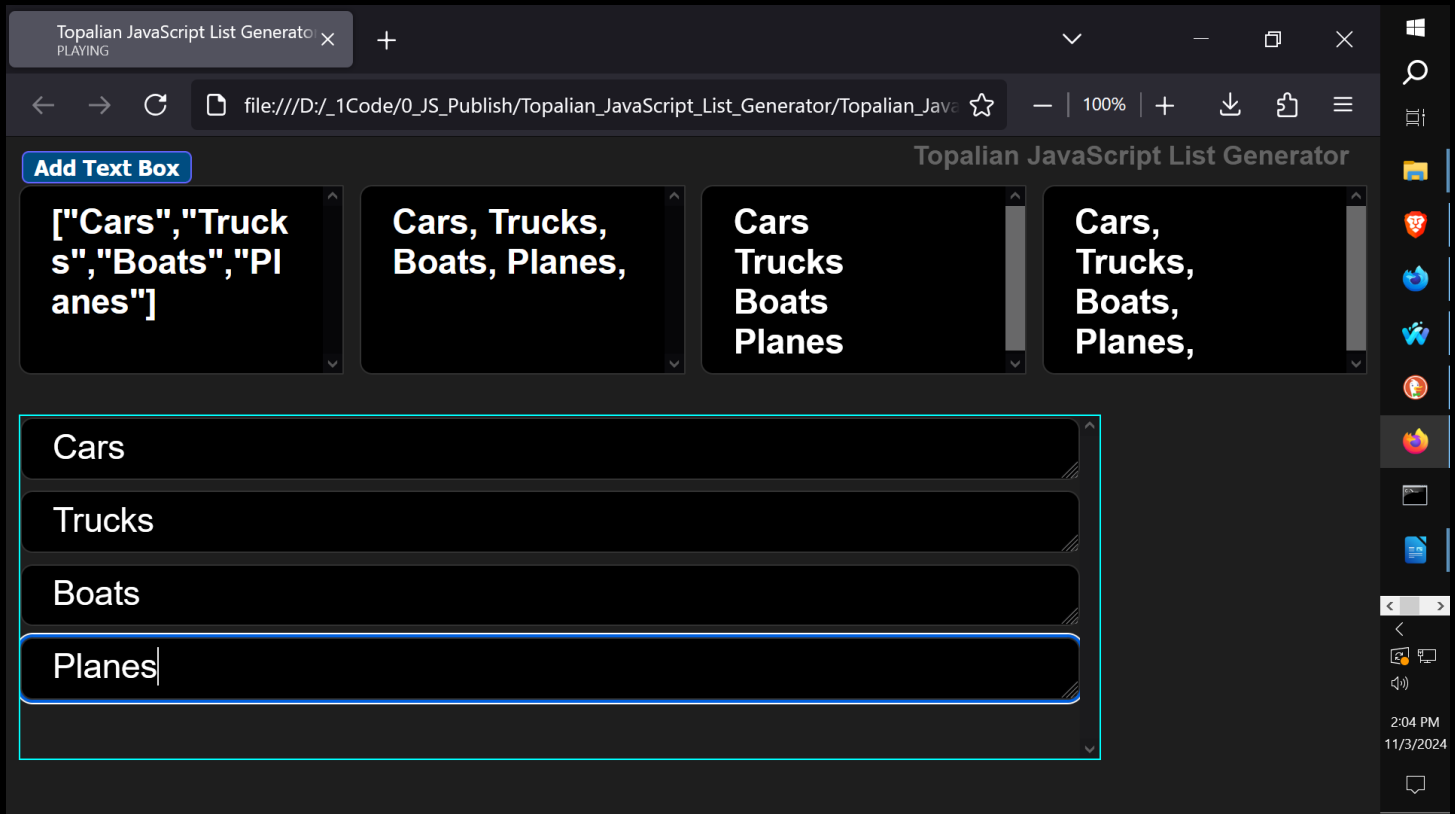 Topalian JavaScript List Generator
PLAYING
file:///D:/_1Code/0_JS_Publish/Topalian_JavaScript_List_Generator/Topalian_Java
100%
Add Text Box
Topalian JavaScript List Generator
["Cars","Truck
s","Boats","Pl
anes"]
Cars, Trucks,
Boats, Planes,
Cars
Trucks
Boats
Planes
Cars,
Trucks,
Boats,
Planes,
Cars
Trucks
Boats
Planes
2:04 PM
11/3/2024